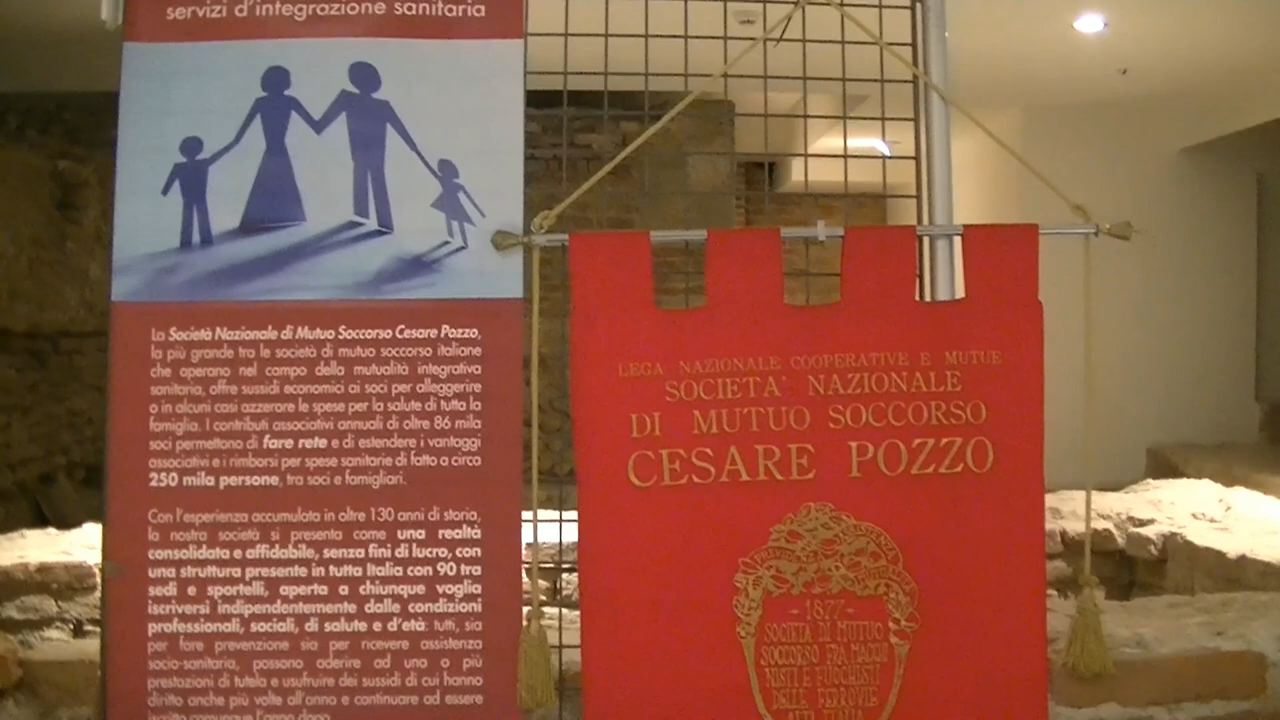 servizi d'integrazione sanitaria
La Società Nazionale di Mutuo Soccorso Cesare Pozzo,
la più grande tra le società di mutuo soccorso italiane
che operano nel campo della mutualità integrativa
sanitaria, offre sussidi economici ai soci per alleggerire
o in alcuni casi azzerare le spese per la salute di tutta la
famiglia. I contributi associativi annuali di oltre 86 mila
soci permettono di fare rete e di estendere i vantaggi
associativi e i rimborsi per spese sanitarie di fatto a circa
250 mila persone, tra soci e famigliari.
Con l'esperienza accumulata in oltre 130 anni di storia,
la nostra società si presenta come una realtà
consolidata e affidabile, senza fini di lucro, con
una struttura presente in tutta Italia con 90 tra
sedi e sportelli, aperta a chiunque voglia
iscriversi indipendentemente dalle condizioni
professionali, sociali, di salute e d'età: tutti, sia
per fare prevenzione sia per ricevere assistenza
socio-sanitaria, possono aderire ad una o più
prestazioni di tutela e usufruire dei sussidi di cui hanno
diritto anche più volte all'anno e continuare ad essere
iscritto comunque l'anno dopo
LEGA NAZIONALE COOPERATIVE E MUTUE
SOCIETA' NAZIONALE
DI MUTUO SOCCORSO
CESARE POZZO
-1877-
SOCIETÀ DI MUTUO
SOCCORSO FRA MACCHI
NISTI E FUOCHISTI
DELLE FERROVIE
ALTA ITALIA